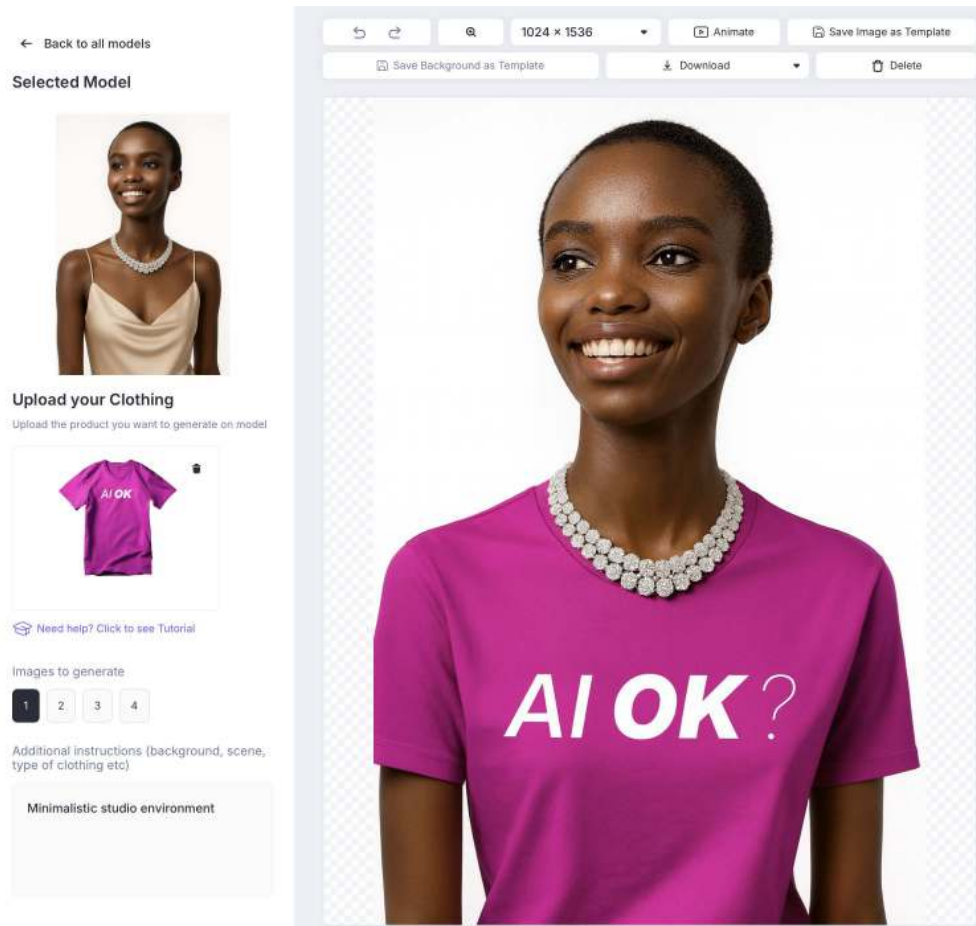 Back to all models
Selected Model
Upload your Clothing
Upload the product you want to generate on model
AI OK
Need help? Click to see Tutorial
Images to generate
1 2 3 4
Additional instructions (background, scene,
type of clothing etc)
Minimalistic studio environment
1024 × 1536
Animate
Save Image as Template
Save Background as Template
Download
Delete
AI OK?